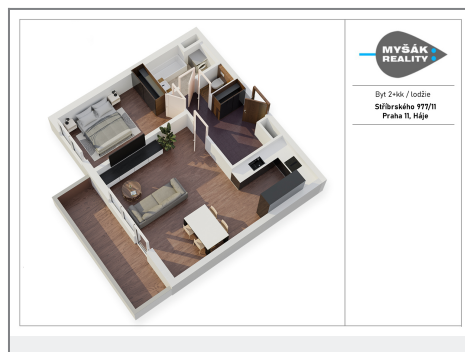 MYŠÁK
REALITY
Byt 2+kk / lodžie
Stříbrského 977/11
Praha 11, Háje